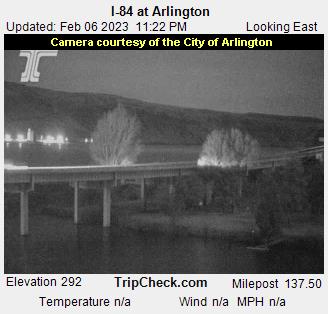 I-84 at Arlington
Updated: Feb 06 2023 11:22 PM Looking East
Camera courtesy of the City of Arlington
Elevation 292 TripCheck.com Milepost 137.50
Temperature n/a Wind n/a MPH n/a